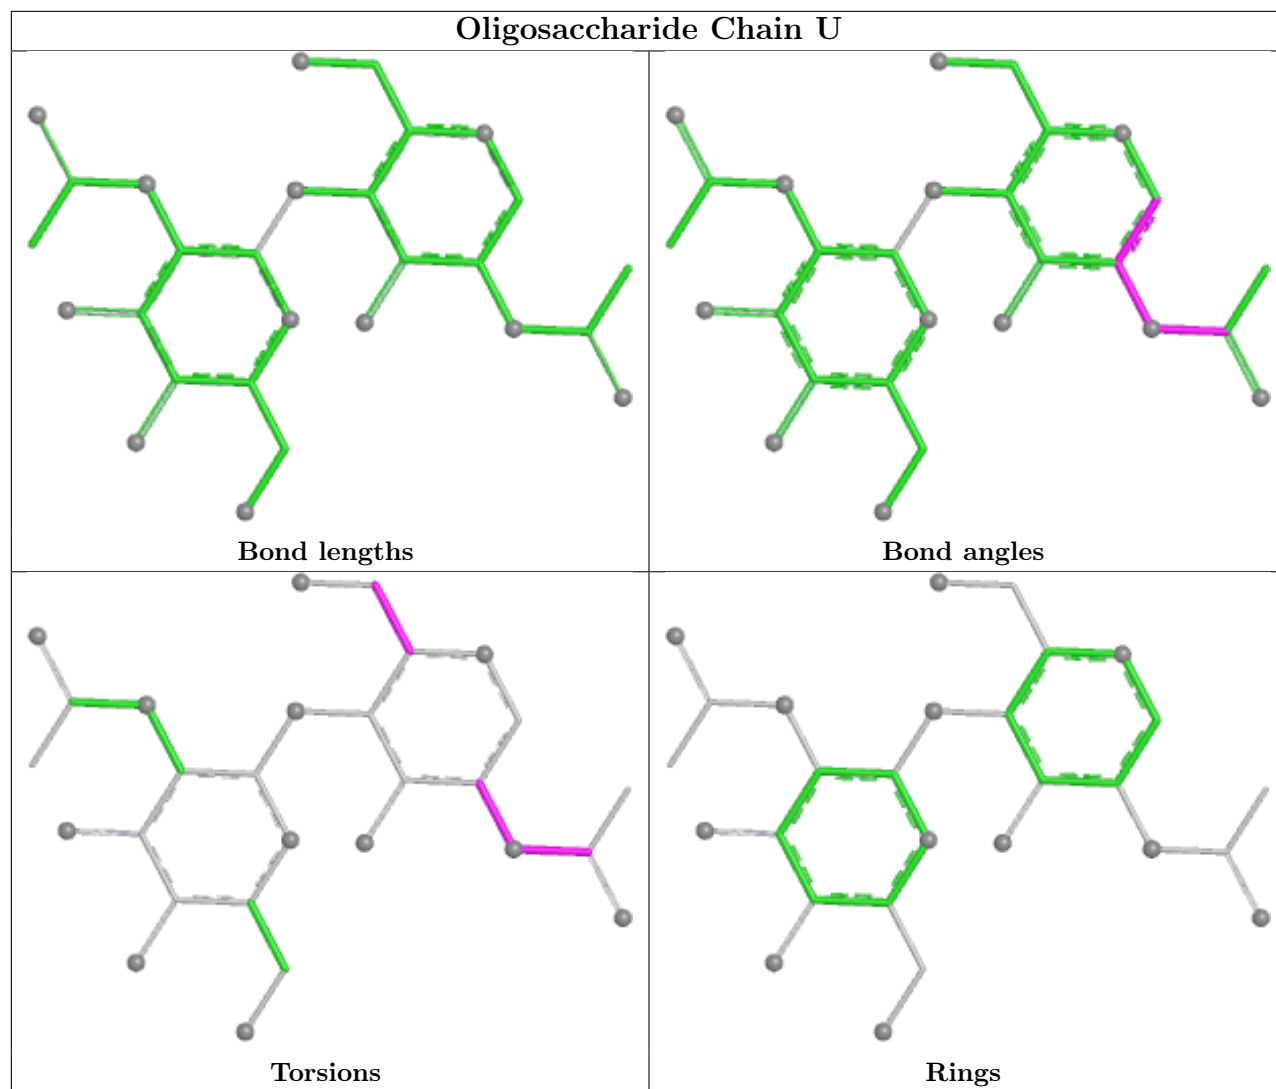 Oligosaccharide Chain U
Bond lengths
Bond angles
Torsions
Rings